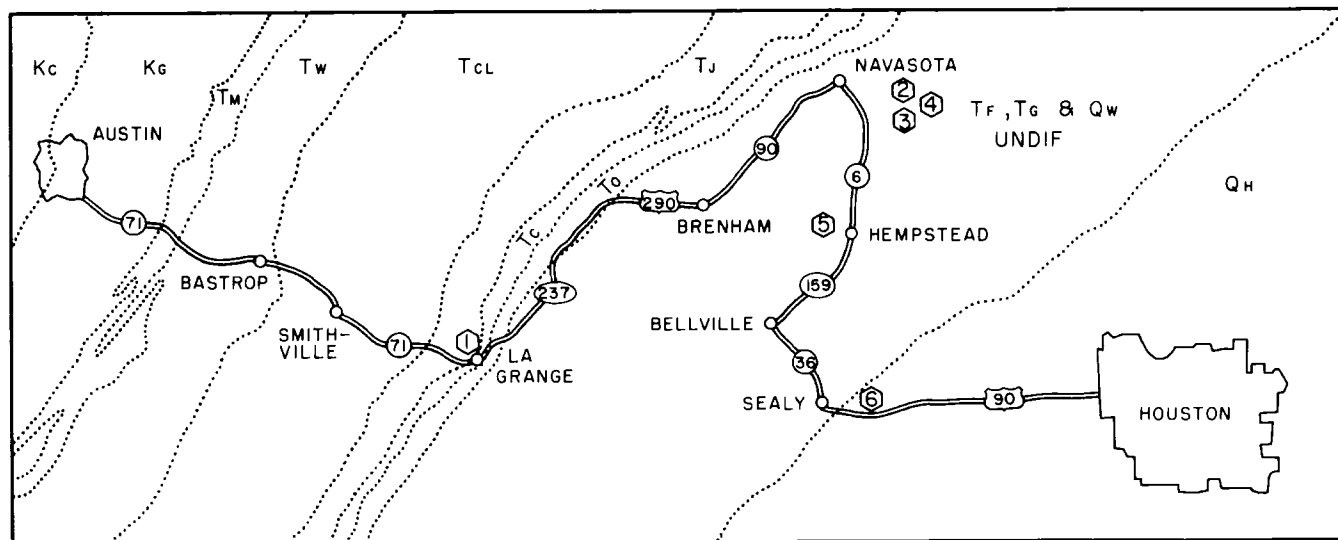 KC
KG
TM
TW
TCL
TJ
NAVASOTA
2
4
3
TF, TG & QW
UNDIF
QH
AUSTIN
71
BASTROP
SMITH-
VILLE
71
1
LA
GRANGE
237
TC
TO
290
BRENHAM
90
6
5
HEMPSTEAD
159
BELLVILLE
36
SEALY
6
90
HOUSTON